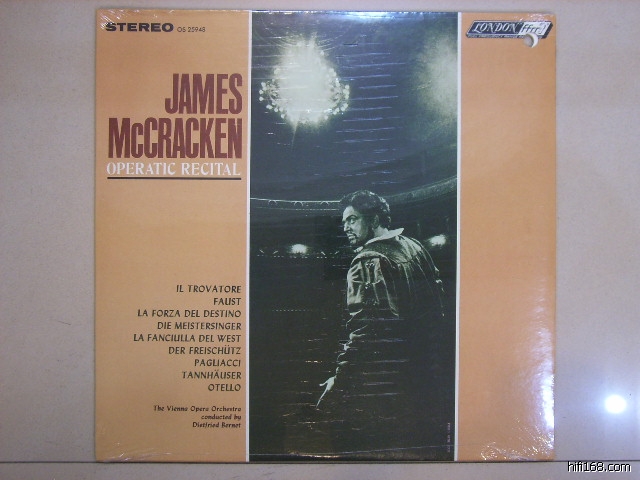 STEREO OS 25948
LONDON ffrr
JAMES
McCRACKEN
OPERATIC RECITAL
IL TROVATORE
FAUST
LA FORZA DEL DESTINO
DIE MEISTERSINGER
LA FANCIULLA DEL WEST
DER FREISCHÜTZ
PAGLIACCI
TANNHÄUSER
OTELLO
The Vienna Opera Orchestra
conducted by
Dietfried Bernet
hifi168.com